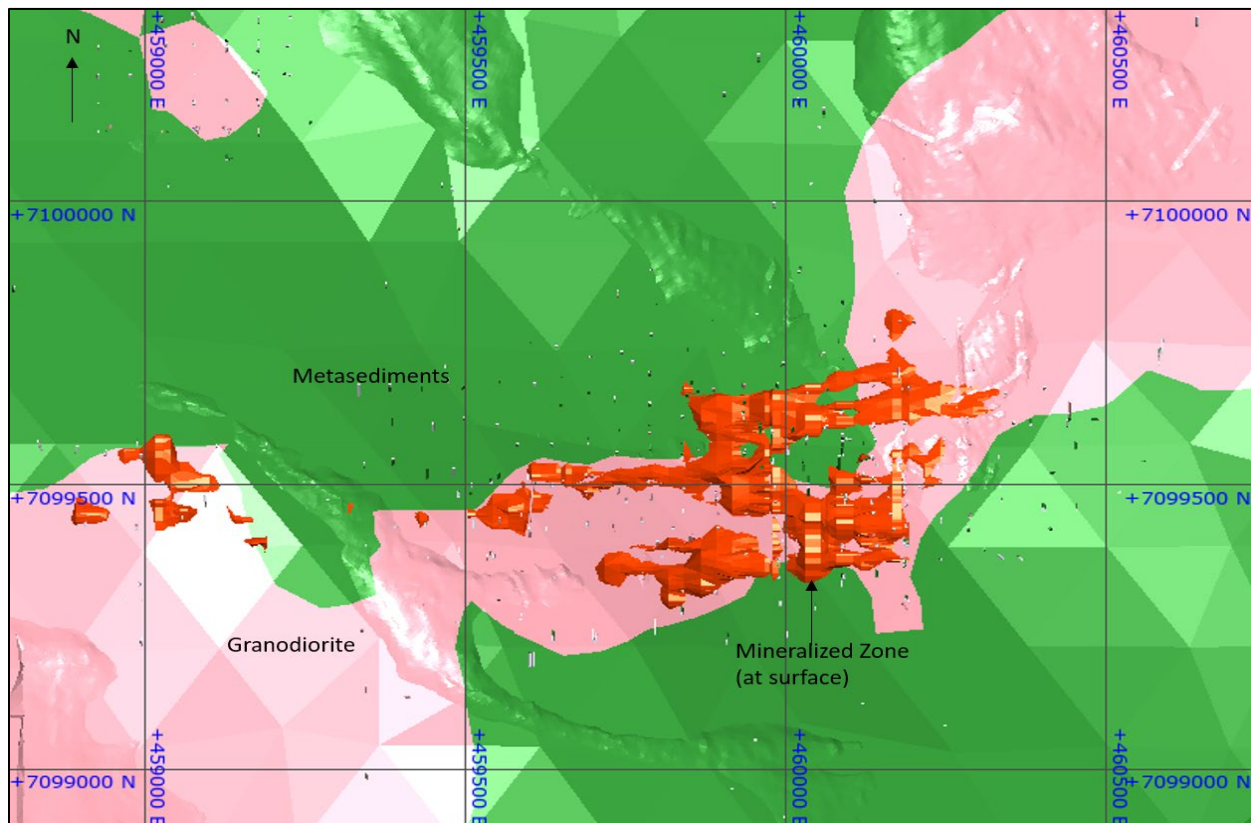 N
+459000 E
+459500 E
+460000 E
+460500 E
+7100000 N
+7100000 N
Metasediments
+7099500 N
+7099500 N
Granodiorite
Mineralized Zone
(at surface)
+7099000 N
+7099000 N
+459000 E
+459500 E
+460000 E
+460500 E